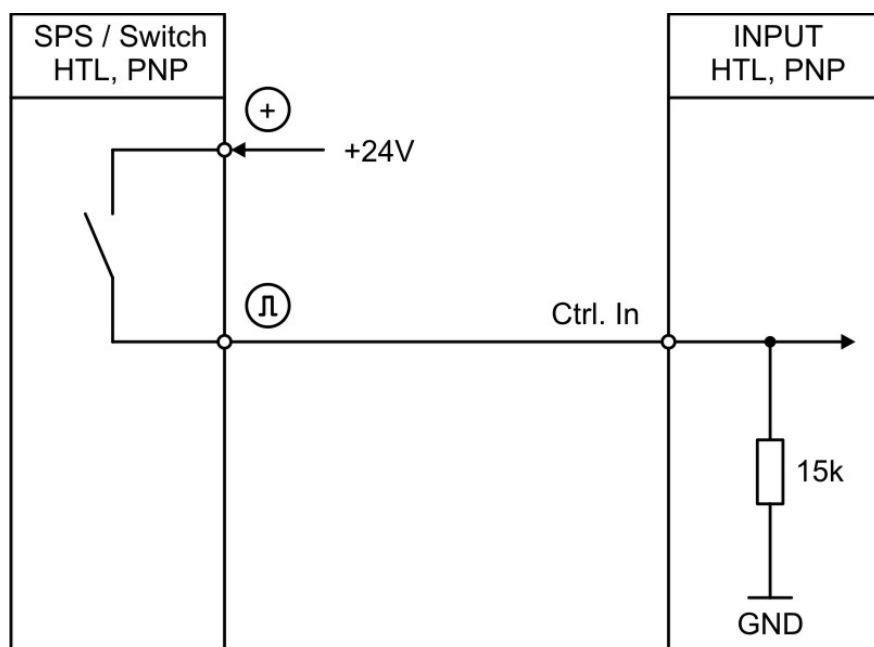 SPS / Switch
HTL, PNP
INPUT
HTL, PNP
+
+24V
Ctrl. In
15k
GND